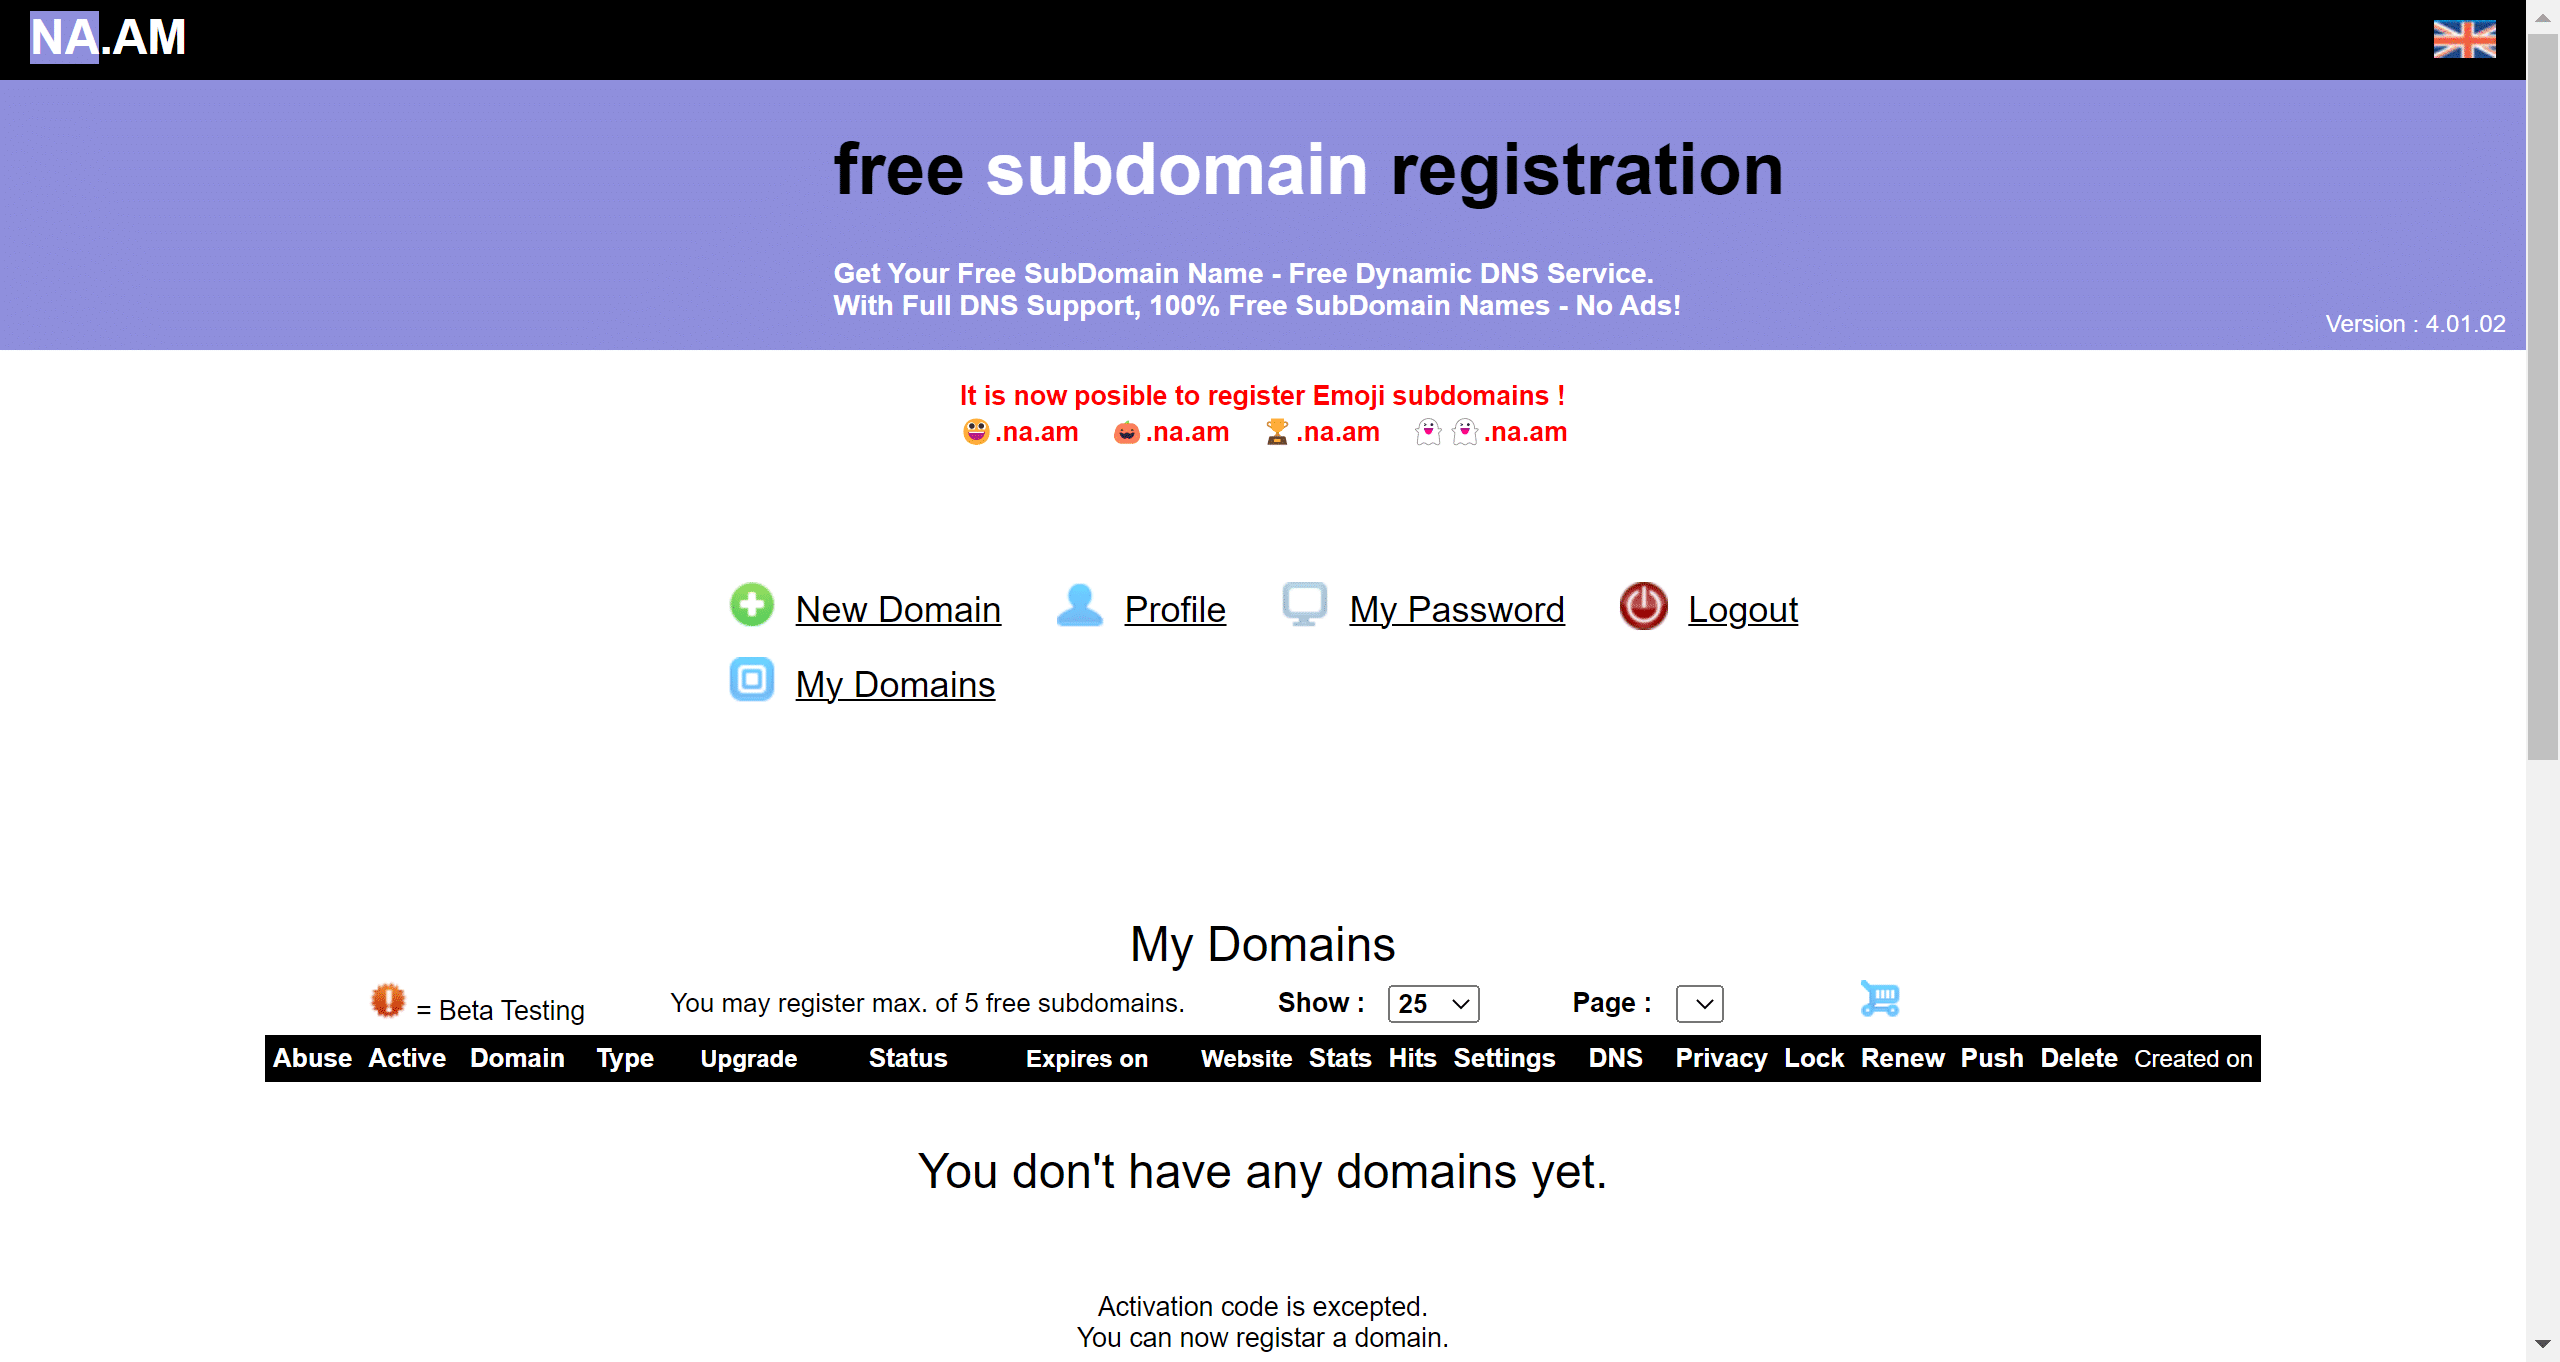 NA.AM
free subdomain registration
Get Your Free SubDomain Name - Free Dynamic DNS Service.
With Full DNS Support, 100% Free SubDomain Names - No Ads!
Version : 4.01.02
It is now posible to register Emoji subdomains !
😀.na.am 🎃.na.am 🏆.na.am 👻👻.na.am
New Domain Profile My Password Logout
My Domains
My Domains
= Beta Testing You may register max. of 5 free subdomains. Show : 25 Page :
Abuse Active Domain Type Upgrade Status Expires on Website Stats Hits Settings DNS Privacy Lock Renew Push Delete Created on
You don't have any domains yet.
Activation code is excepted.
You can now registar a domain.